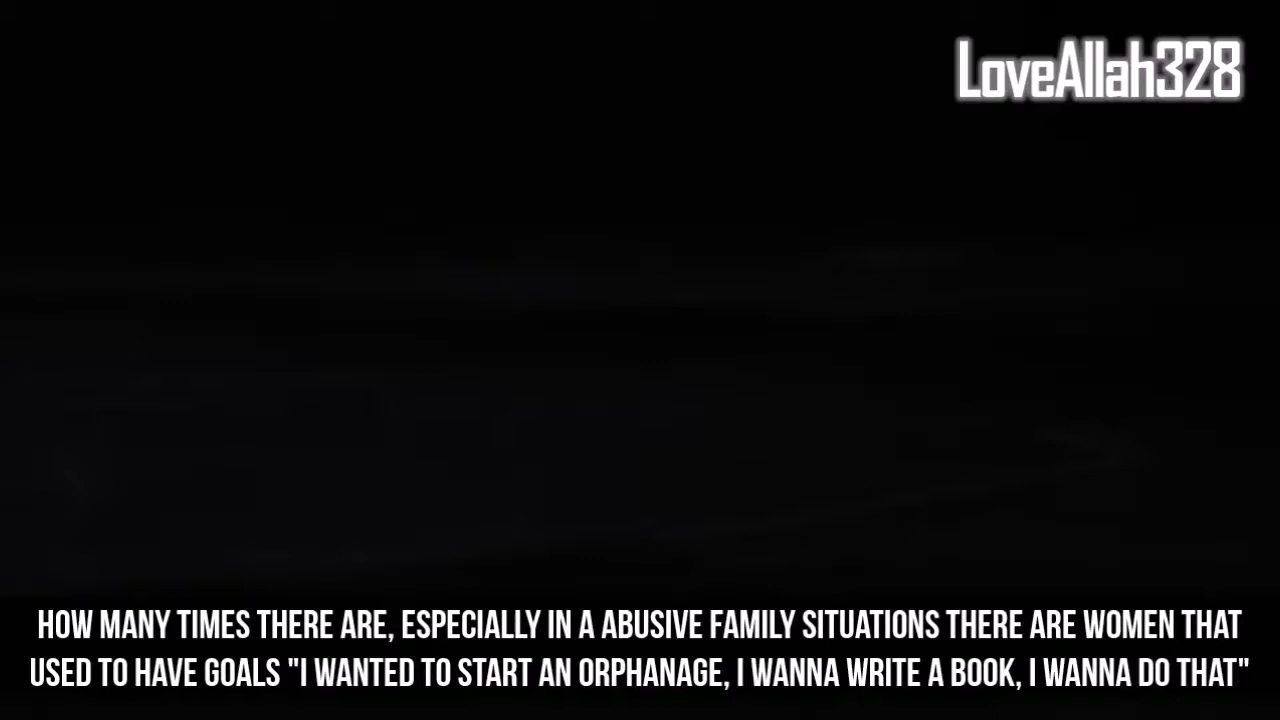 LoveAllah328
HOW MANY TIMES THERE ARE, ESPECIALLY IN A ABUSIVE FAMILY SITUATIONS THERE ARE WOMEN THAT
USED TO HAVE GOALS "I WANTED TO START AN ORPHANAGE, I WANNA WRITE A BOOK, I WANNA DO THAT"